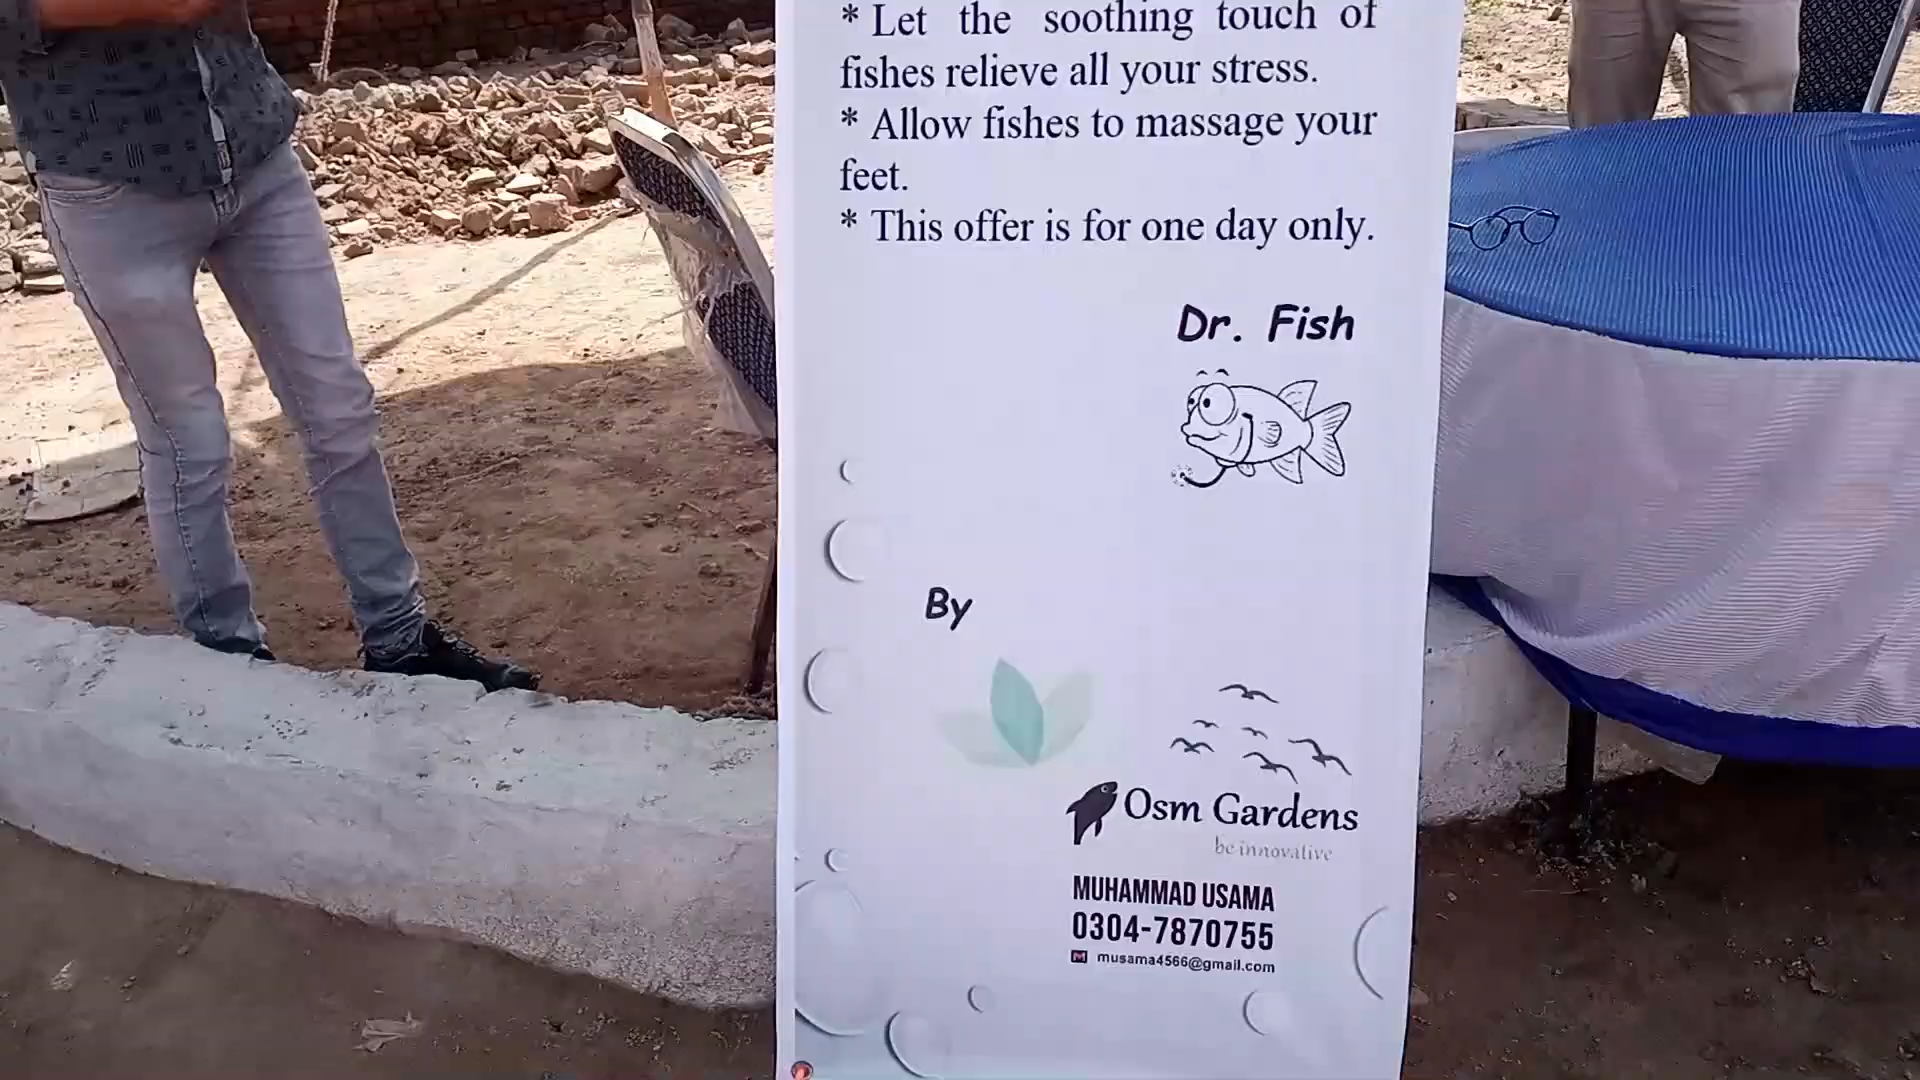 * Let the soothing touch of
fishes relieve all your stress.
* Allow fishes to massage your
feet.
* This offer is for one day only.
Dr. Fish
By
Osm Gardens
be innovative
MUHAMMAD USAMA
0304-7870755
musama4566@gmail.com